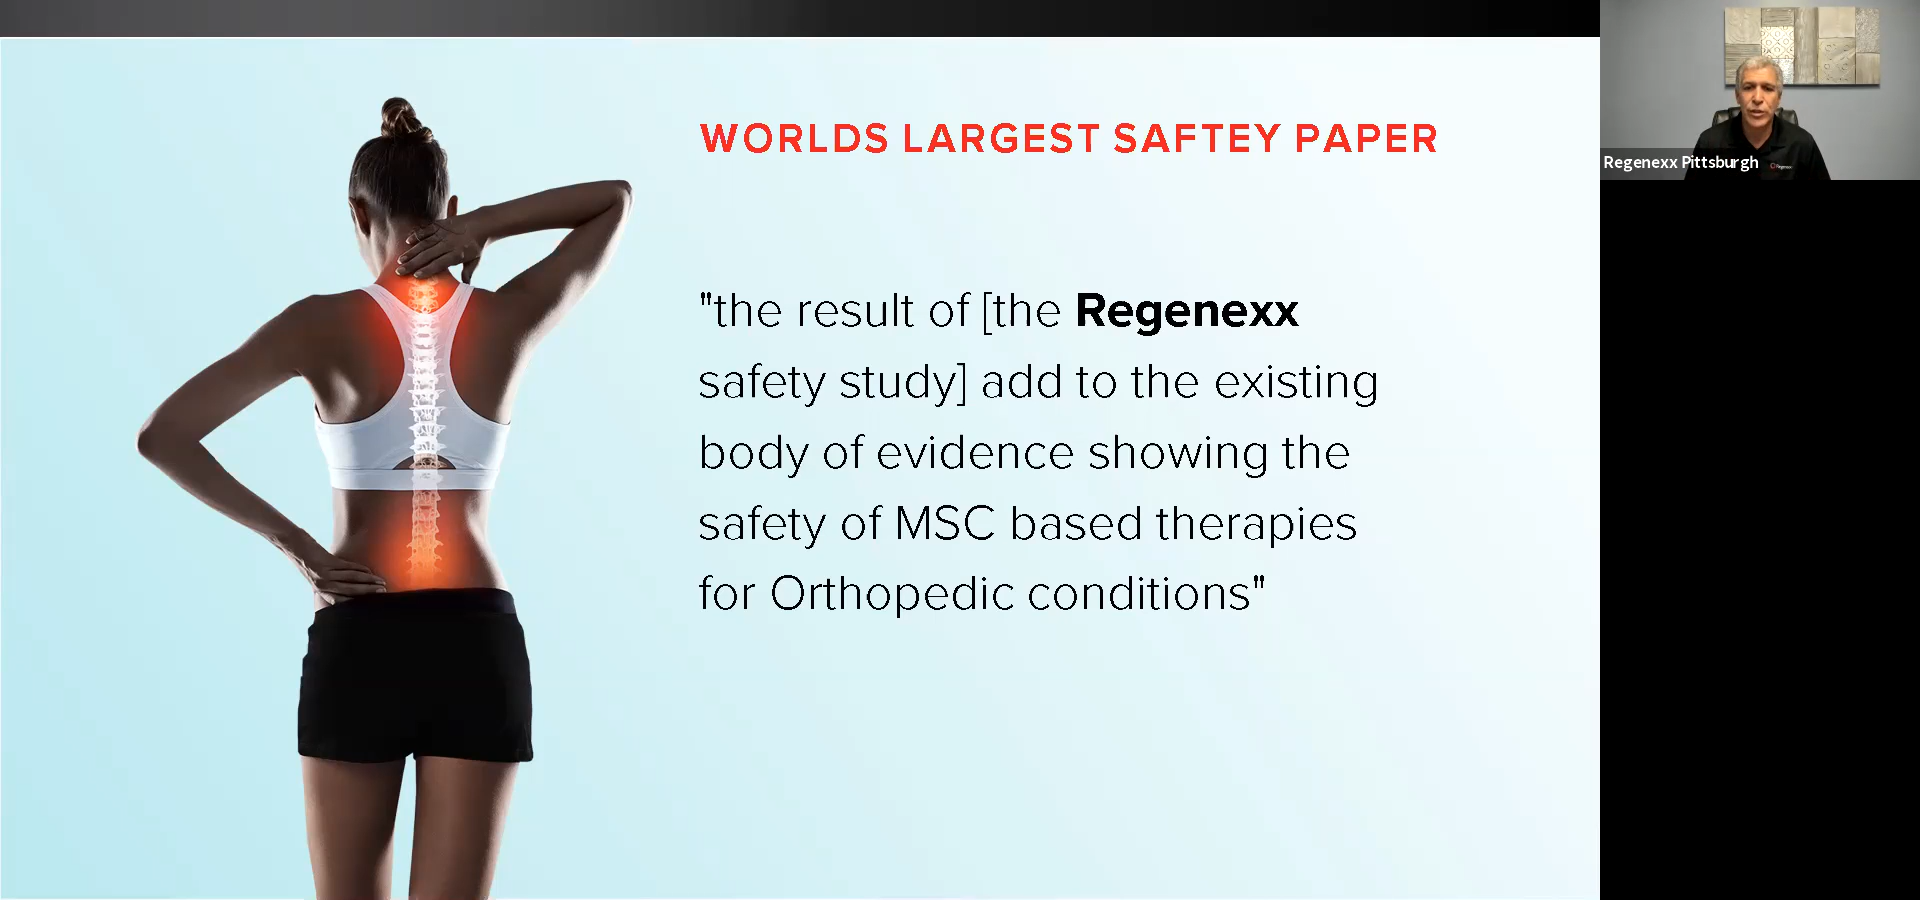 WORLDS LARGEST SAFTEY PAPER
"the result of [the Regenexx
safety study] add to the existing
body of evidence showing the
safety of MSC based therapies
for Orthopedic conditions"
Regenexx Pittsburgh
Regenexx